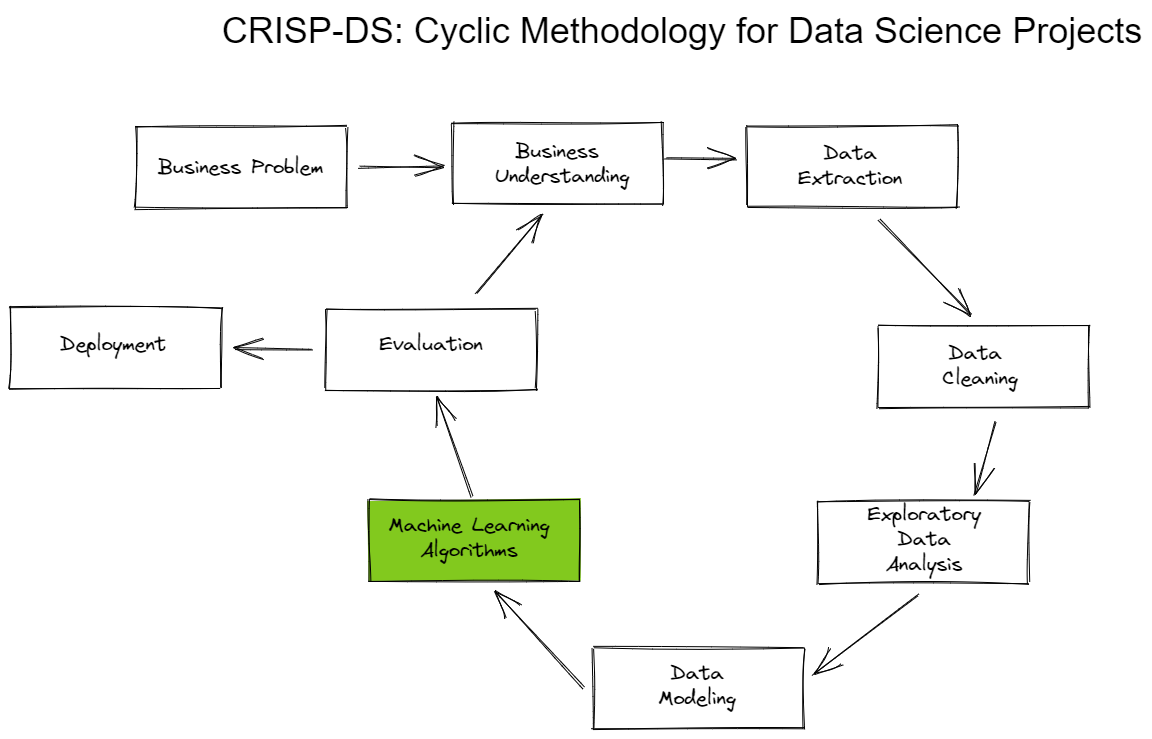 CRISP-DS: Cyclic Methodology for Data Science Projects
Business Problem
Business
Understanding
Data
Extraction
Deployment
Evaluation
Data
Cleaning
Machine Learning
Algorithms
Exploratory
Data
Analysis
Data
Modeling